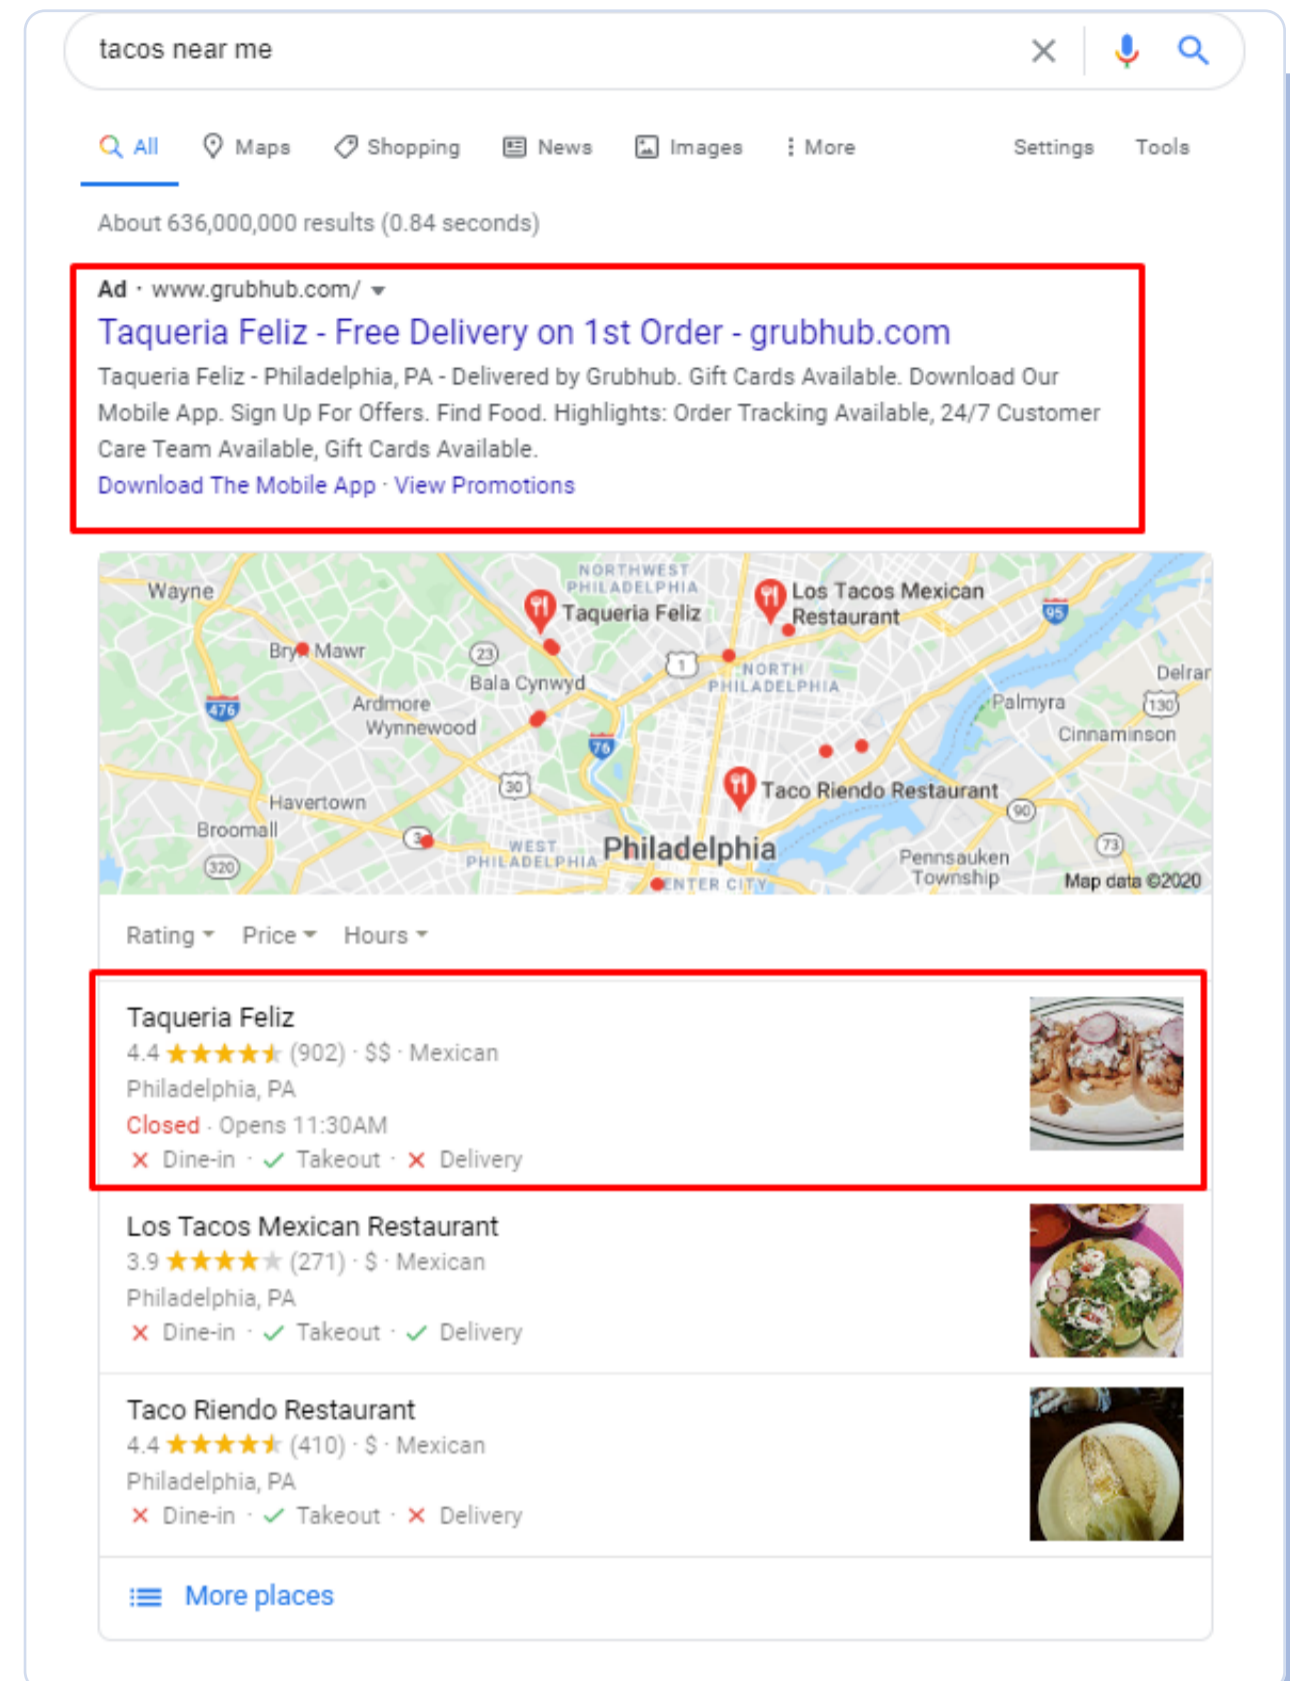 tacos near me
All Maps Shopping News Images More Settings Tools
About 636,000,000 results (0.84 seconds)
Ad · www.grubhub.com/
Taqueria Feliz - Free Delivery on 1st Order - grubhub.com
Taqueria Feliz - Philadelphia, PA - Delivered by Grubhub. Gift Cards Available. Download Our
Mobile App. Sign Up For Offers. Find Food. Highlights: Order Tracking Available, 24/7 Customer
Care Team Available, Gift Cards Available.
Download The Mobile App · View Promotions
NORTHWEST
PHILADELPHIA
Wayne
Taqueria Feliz
Los Tacos Mexican
Restaurant
95
Bryn Mawr
23
1
NORTH
PHILADELPHIA
Delran
Bala Cynwyd
476
Ardmore
Wynnewood
Palmyra
130
Cinnaminson
76
30
Taco Riendo Restaurant
Havertown
90
Broomall
3
WEST
PHILADELPHIA
Philadelphia
73
320
CENTER CITY
Pennsauken
Township
Map data ©2020
Rating Price Hours
Taqueria Feliz
4.4 (902) · $$ · Mexican
Philadelphia, PA
Closed · Opens 11:30AM
Dine-in · Takeout · Delivery
Los Tacos Mexican Restaurant
3.9 (271) · $ · Mexican
Philadelphia, PA
Dine-in · Takeout · Delivery
Taco Riendo Restaurant
4.4 (410) · $ · Mexican
Philadelphia, PA
Dine-in · Takeout · Delivery
More places